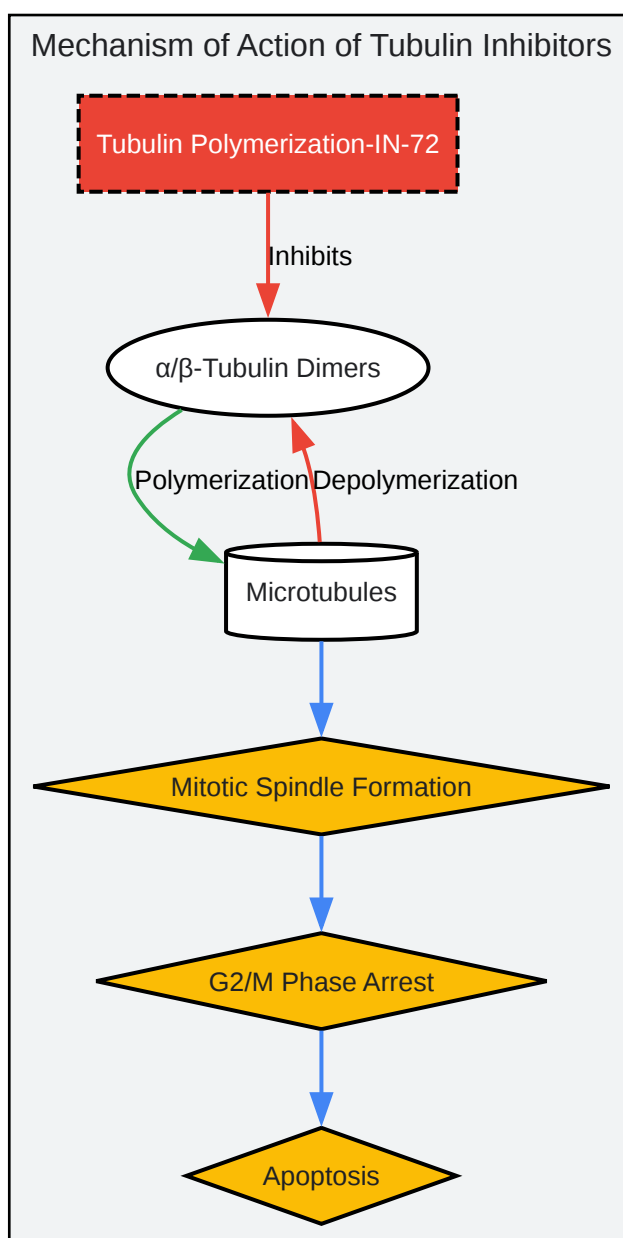 Mechanism of Action of Tubulin Inhibitors
Tubulin Polymerization-IN-72
Inhibits
α/β-Tubulin Dimers
Polymerization
Depolymerization
Microtubules
Mitotic Spindle Formation
G2/M Phase Arrest
Apoptosis